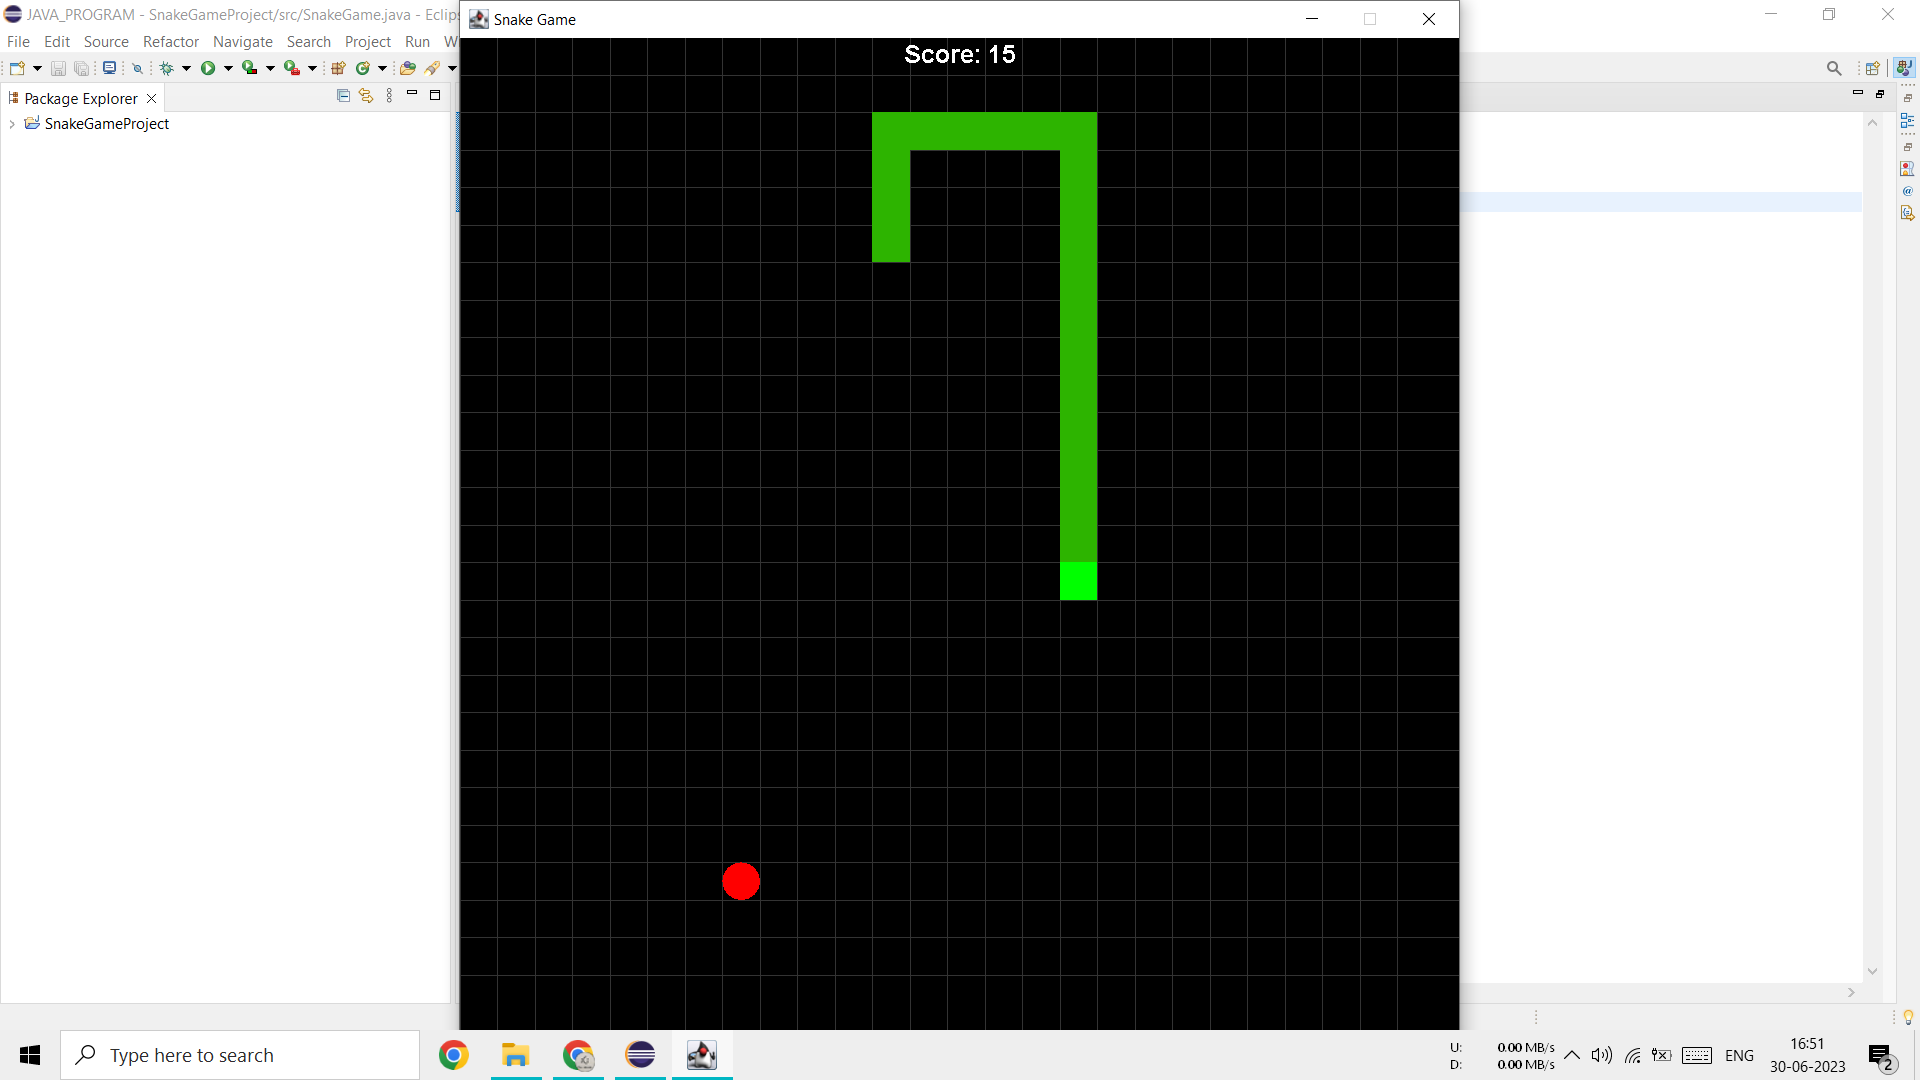 JAVA_PROGRAM - SnakeGameProject/src/SnakeGame.java - Eclips
Snake Game
File Edit Source Refactor Navigate Search Project Run W
Score: 15
Package Explorer
SnakeGameProject
Type here to search
U: 0.00 MB/s
D: 0.00 MB/s
ENG
16:51
30-06-2023
2